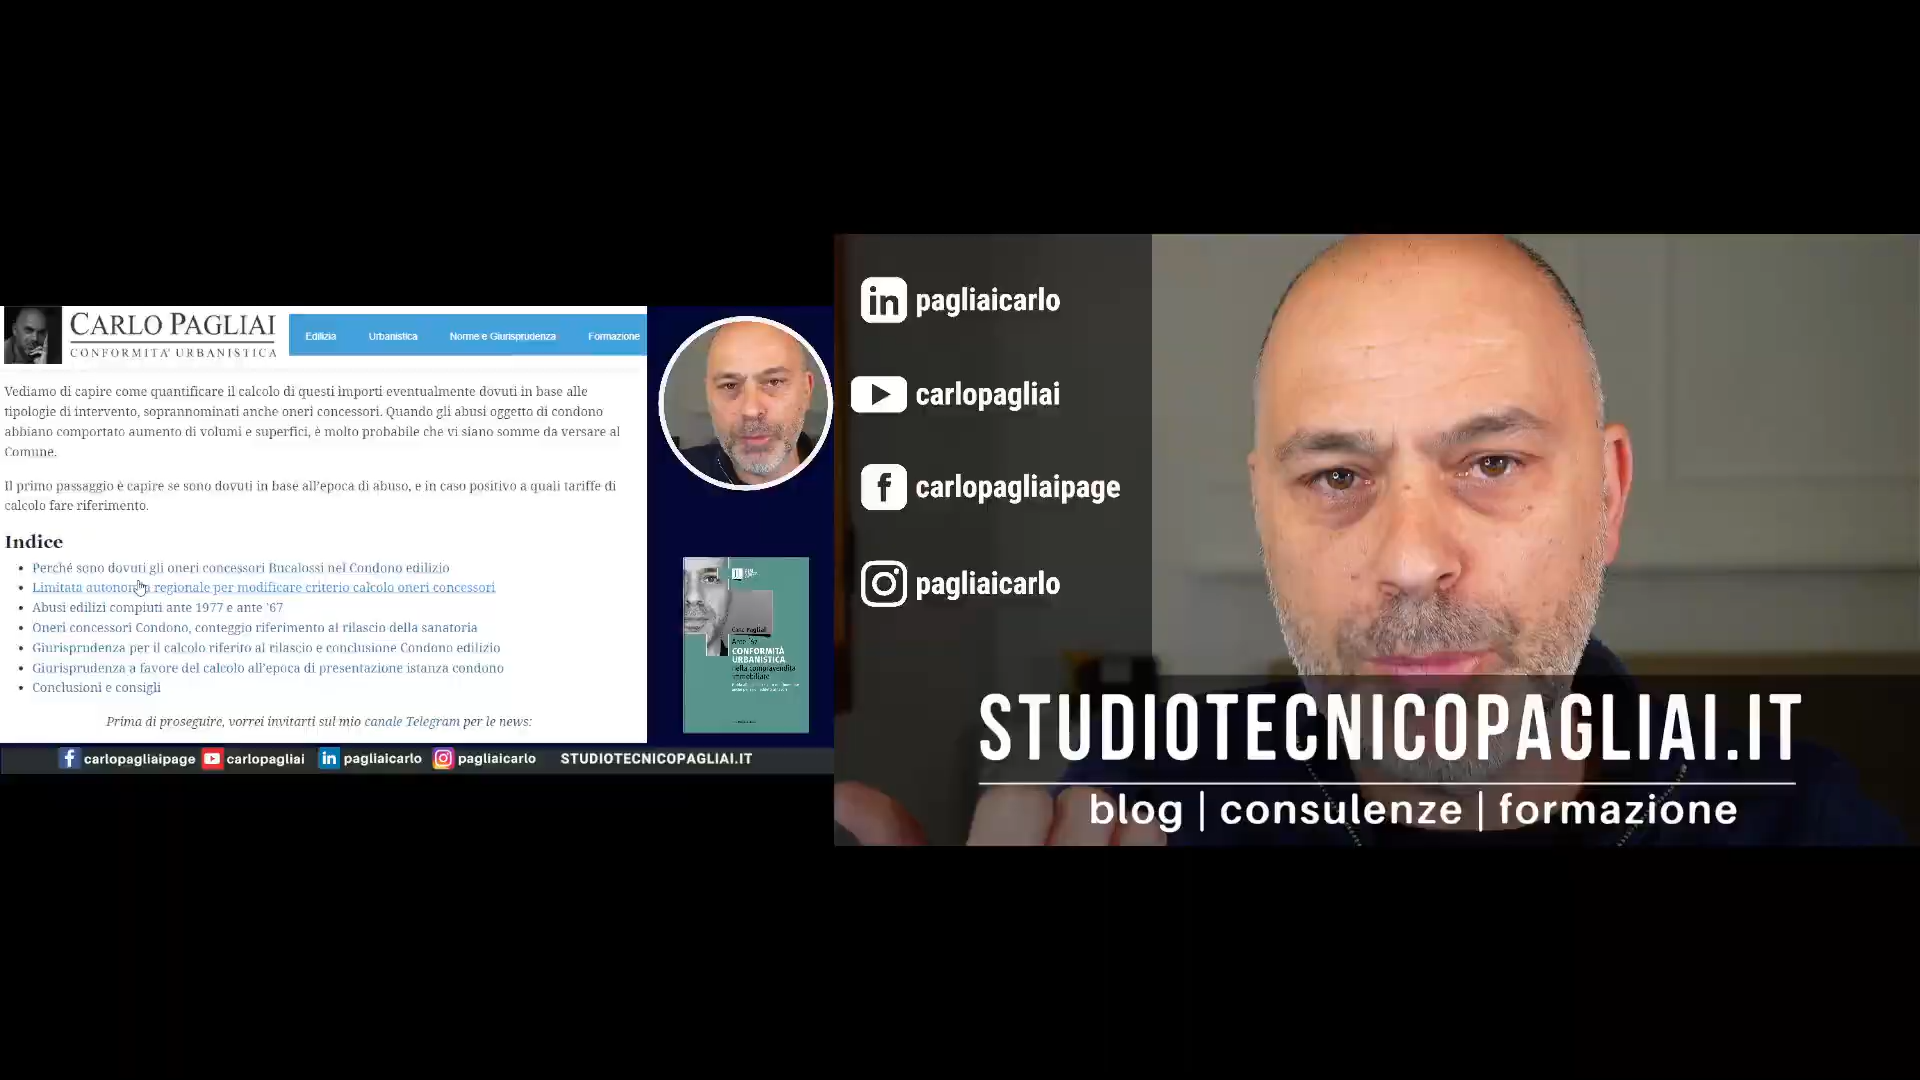 CARLO PAGLIAI
CONFORMITA' URBANISTICA
Edilizia Urbanistica Norme e Giurisprudenza Formazione
Vediamo di capire come quantificare il calcolo di questi importi eventualmente dovuti in base alle
tipologie di intervento, soprannominati anche oneri concessori. Quando gli abusi oggetto di condono
abbiano comportato aumento di volumi e superfici, è molto probabile che vi siano somme da versare al
Comune.
Il primo passaggio è capire se sono dovuti in base all'epoca di abuso, e in caso positivo a quali tariffe di
calcolo fare riferimento.
Indice
Perché sono dovuti gli oneri concessori Bucalossi nel Condono edilizio
Limitata autonomia regionale per modificare criterio calcolo oneri concessori
Abusi edilizi compiuti ante 1977 e ante '67
Oneri concessori Condono, conteggio riferimento al rilascio della sanatoria
Giurisprudenza per il calcolo riferito al rilascio e conclusione Condono edilizio
Giurisprudenza a favore del calcolo all'epoca di presentazione istanza condono
Conclusioni e consigli
Prima di proseguire, vorrei invitarti sul mio canale Telegram per le news:
Carlo Pagliai
Ante '67
CONFORMITÀ
URBANISTICA
nella compravendita
immobiliare
carlopagliaipage carlopagliai pagliaicarlo pagliaicarlo STUDIOTECNICOPAGLIAI.IT
pagliaicarlo
carlopagliai
carlopagliaipage
pagliaicarlo
STUDIOTECNICOPAGLIAI.IT
blog | consulenze | formazione